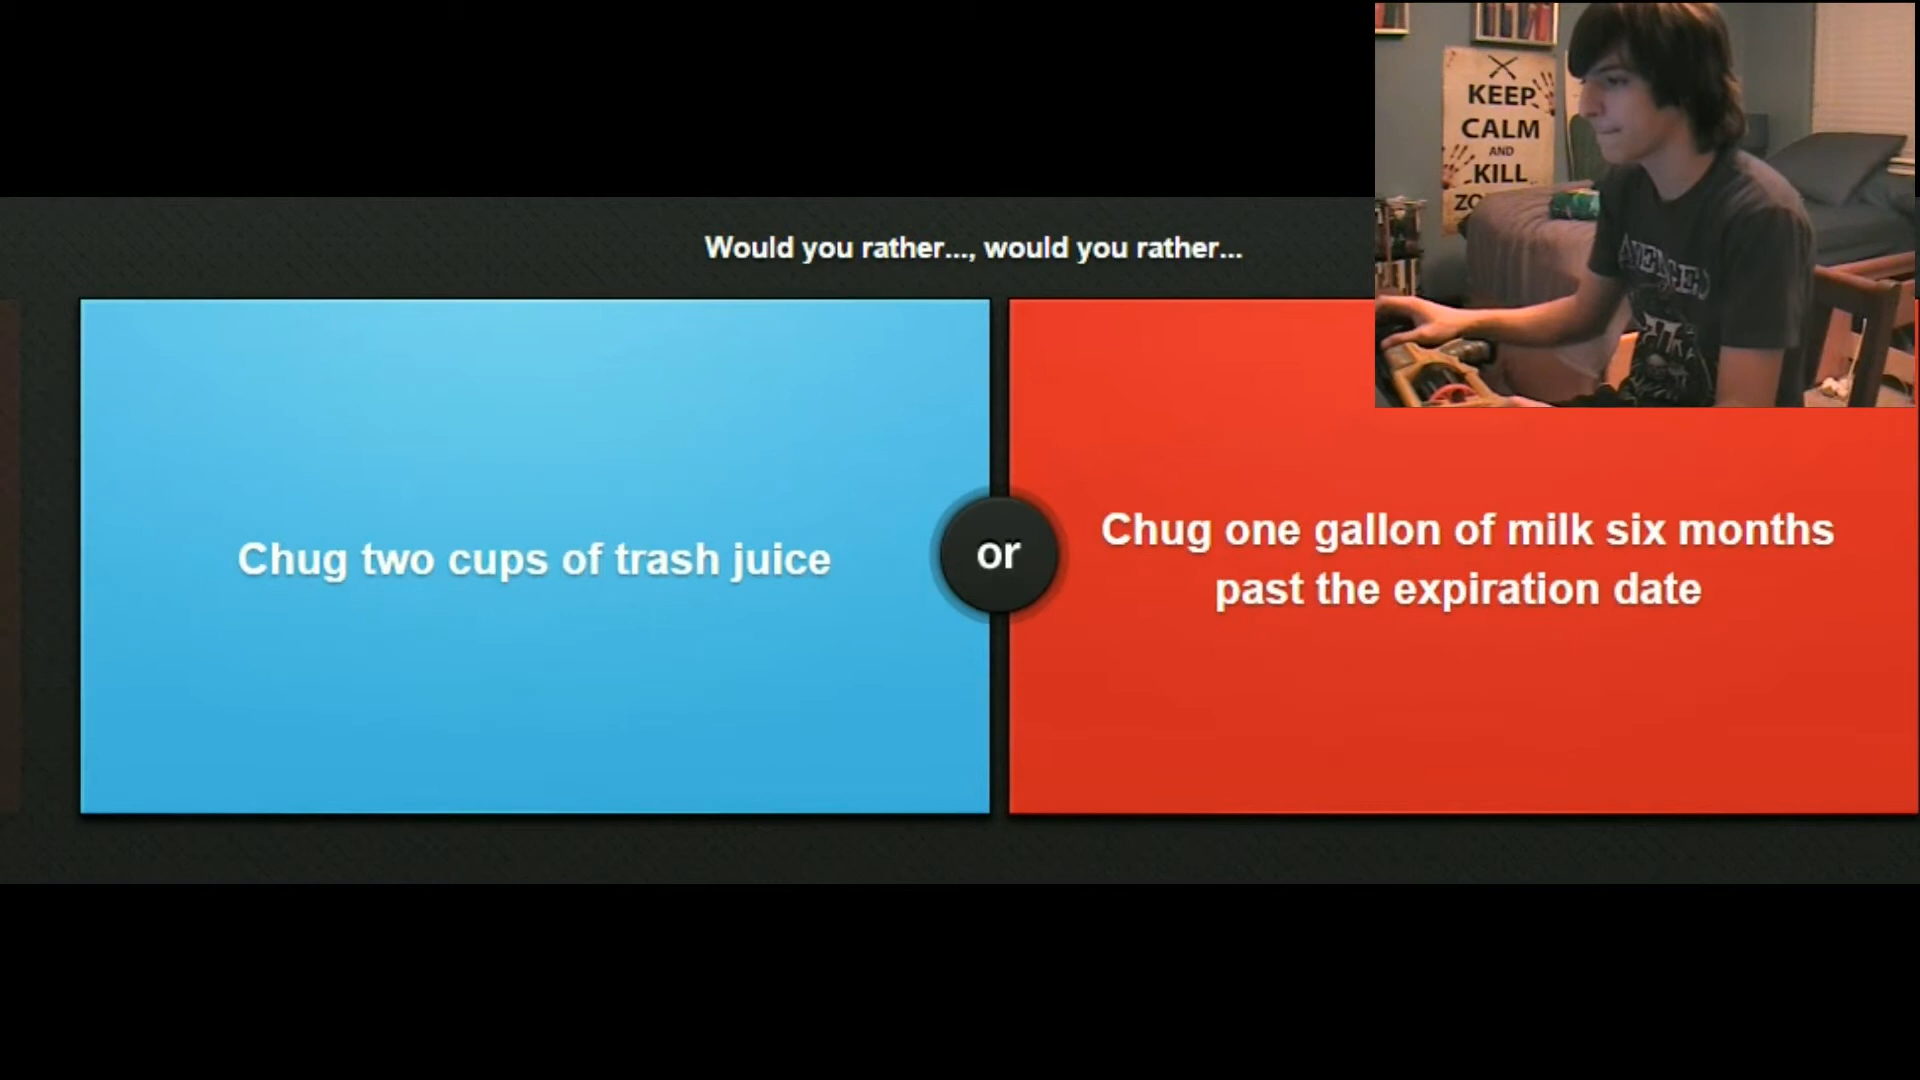 KEEP
CALM
AND
KILL
Would you rather..., would you rather...
Chug two cups of trash juice
or
Chug one gallon of milk six months
past the expiration date